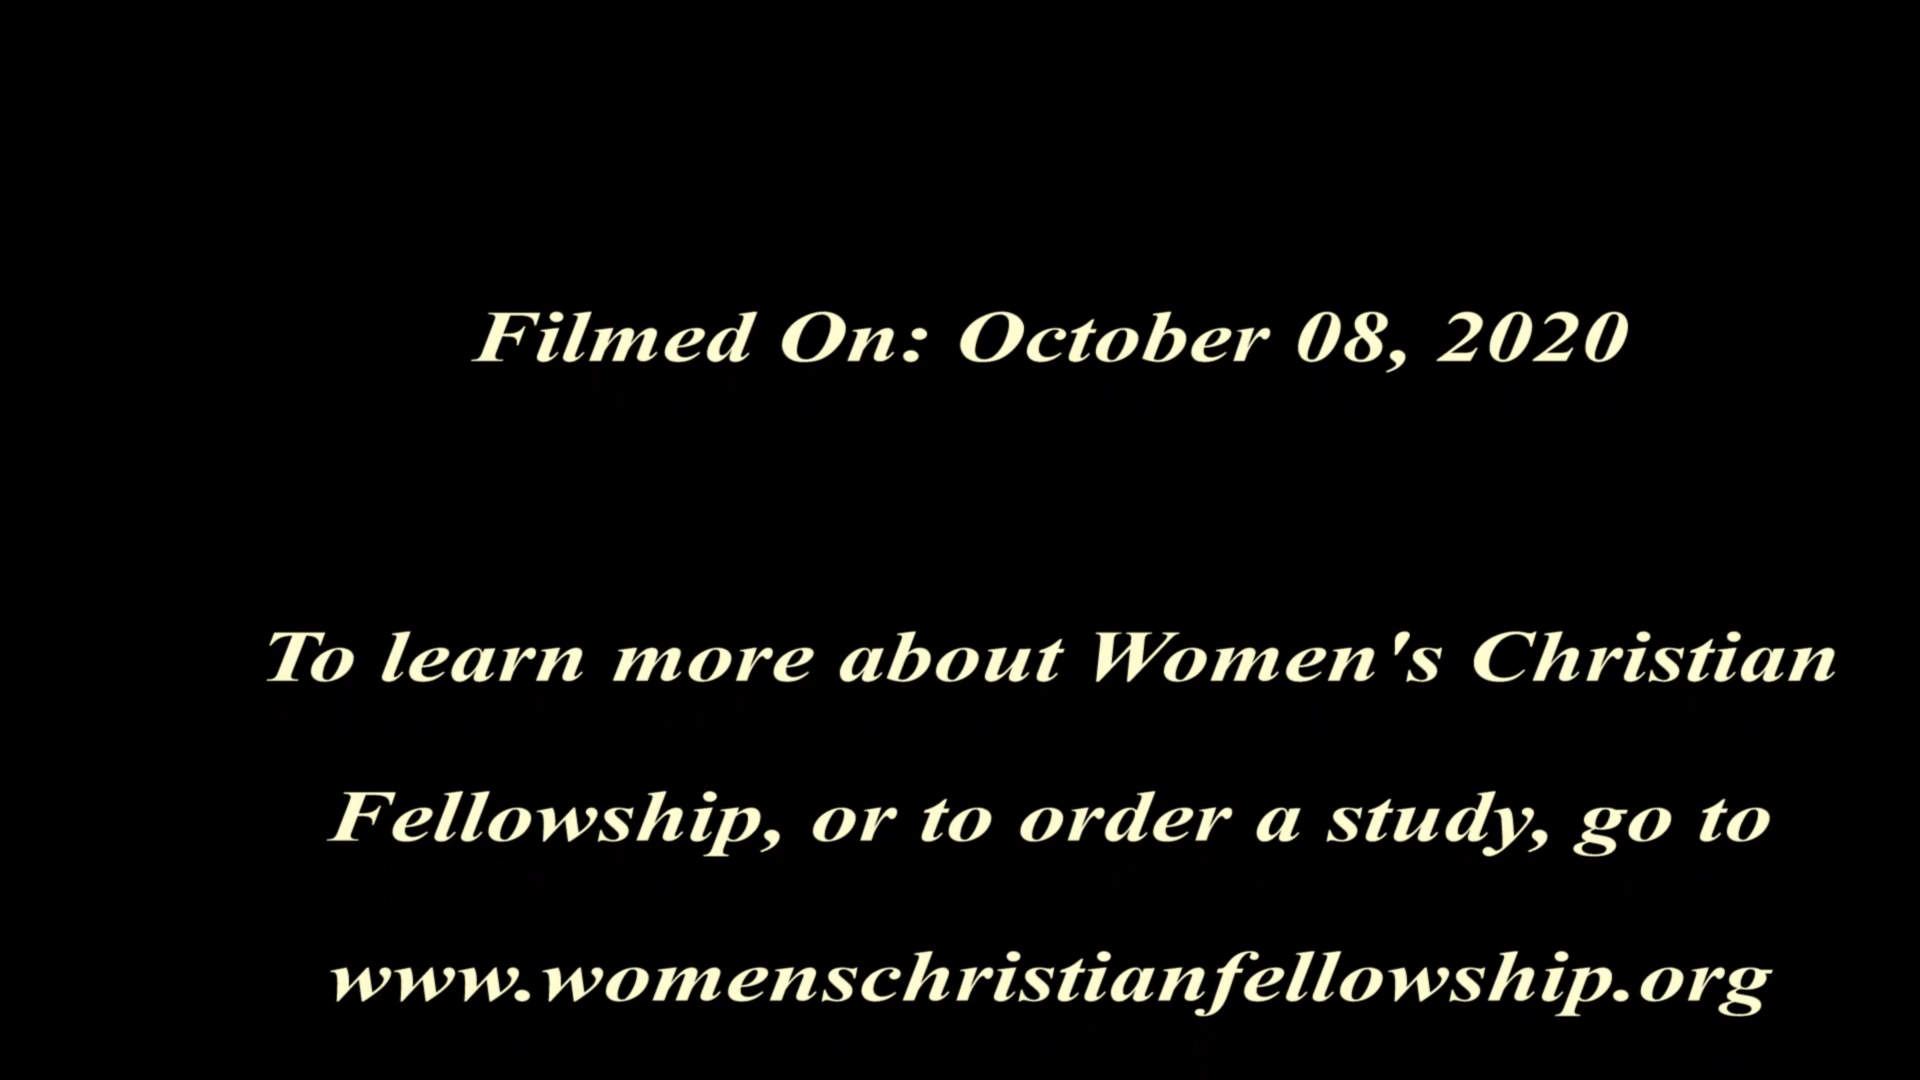 Filmed On: October 08, 2020
To learn more about Women's Christian
Fellowship, or to order a study, go to
www.womenschristianfellowship.org